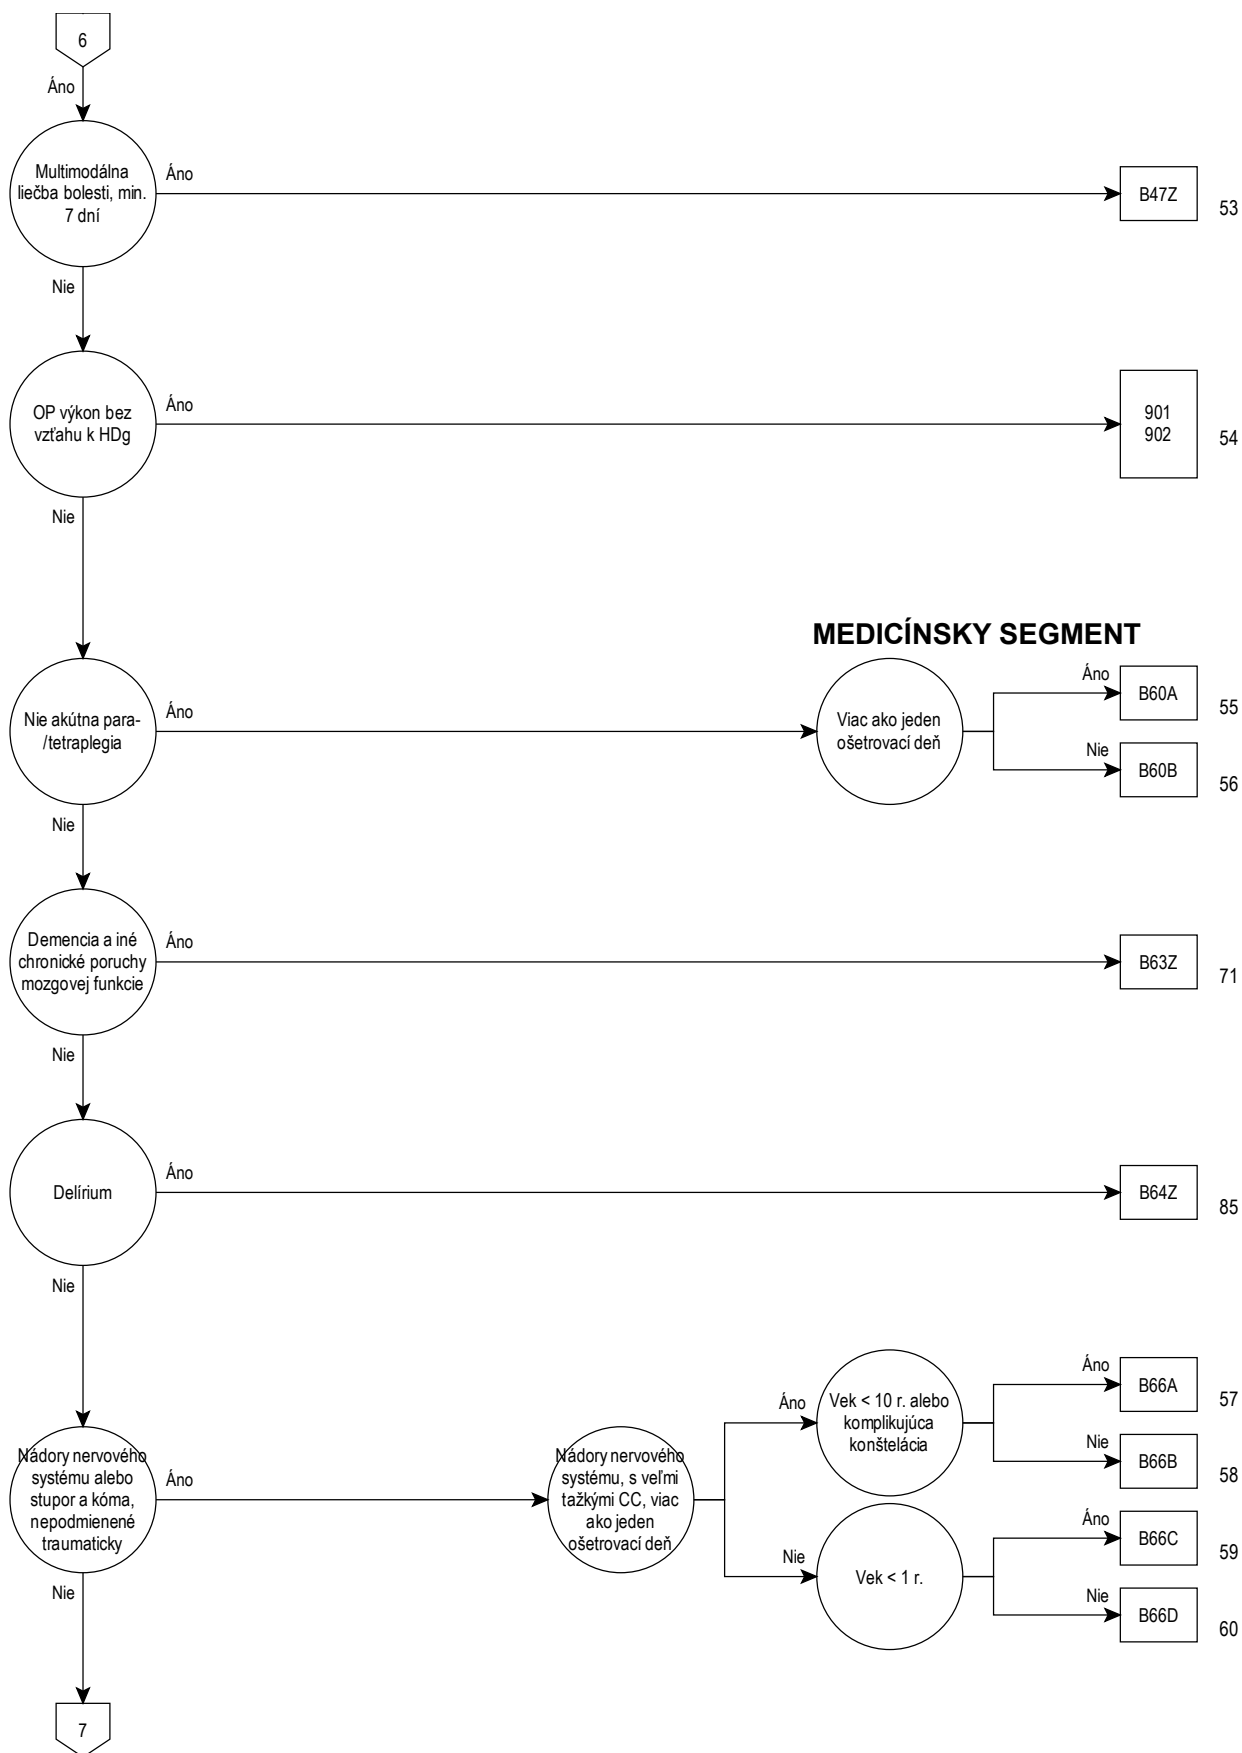 6
Áno
Multimodálna
liečba bolesti, min.
7 dní
Áno
B47Z
53
Nie
OP výkon bez
vzťahu k HDg
Áno
901
902
54
Nie
MEDICÍNSKY SEGMENT
Nie akútna para-
/tetraplegia
Áno
Viac ako jeden
ošetrovací deň
Áno
B60A
55
Nie
B60B
56
Nie
Demencia a iné
chronické poruchy
mozgovej funkcie
Áno
B63Z
71
Nie
Delírium
Áno
B64Z
85
Nie
Nádory nervového
systému alebo
stupor a kóma,
nepodmienené
traumaticky
Áno
Nádory nervového
systému, s veľmi
tažkými CC, viac
ako jeden
ošetrovací deň
Áno
Vek < 10 r. alebo
komplikujúca
konštelácia
Áno
B66A
57
Nie
B66B
58
Nie
Vek < 1 r.
Áno
B66C
59
Nie
B66D
60
Nie
7